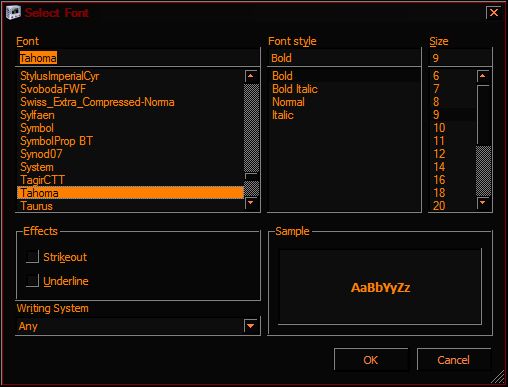 Select Font
Font
Font style
Size
Tahoma
Bold
9
StylusImperialCyr
SvobodaFWF
Swiss_Extra_Compressed-Norma
Sylfaen
Symbol
SymbolProp BT
Synod07
System
TagirCTT
Tahoma
Taurus
Bold
Bold Italic
Normal
Italic
6
7
8
9
10
11
12
14
16
18
20
Effects
Strikeout
Underline
Sample
AaBbYyZz
Writing System
Any
OK
Cancel